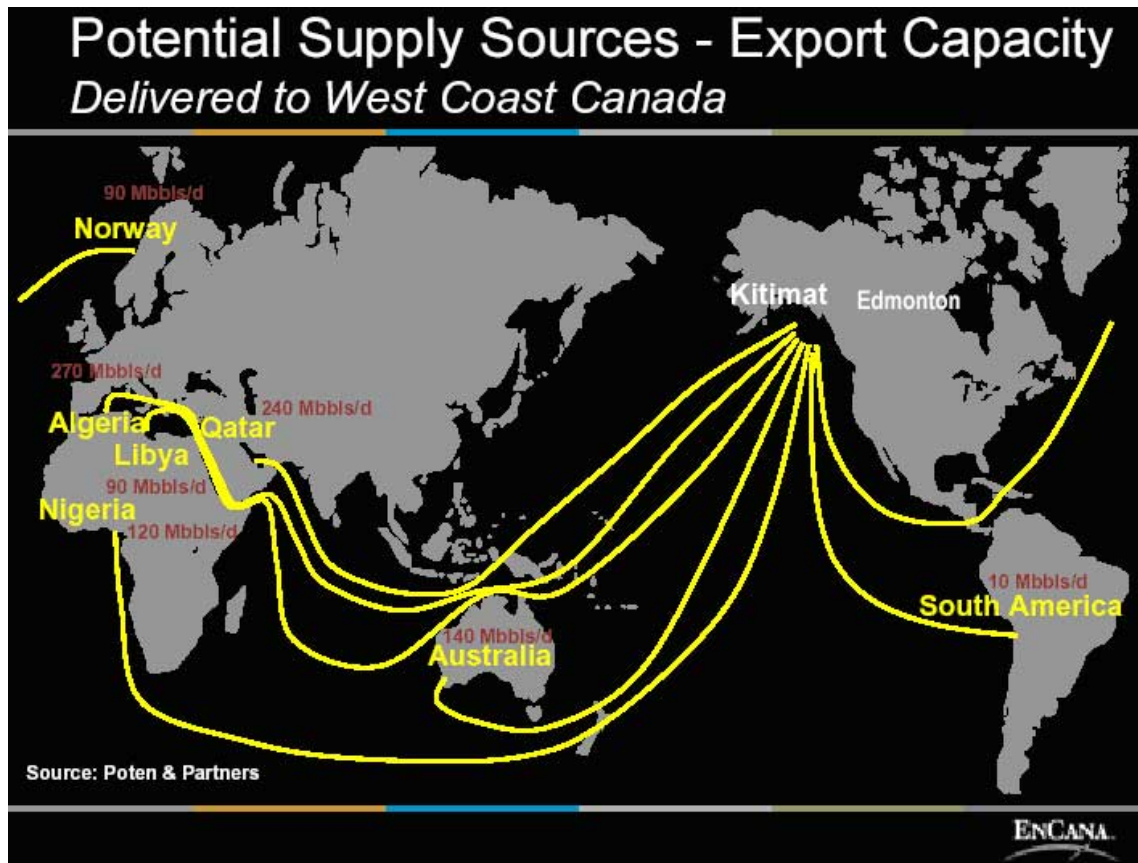 Potential Supply Sources - Export Capacity
Delivered to West Coast Canada
90 Mbbls/d
Norway
Kitimat
Edmonton
270 Mbbls/d
240 Mbbls/d
Algeria
Qatar
Libya
90 Mbbls/d
Nigeria
120 Mbbls/d
10 Mbbls/d
South America
140 Mbbls/d
Australia
Source: Poten & Partners
ENCANA